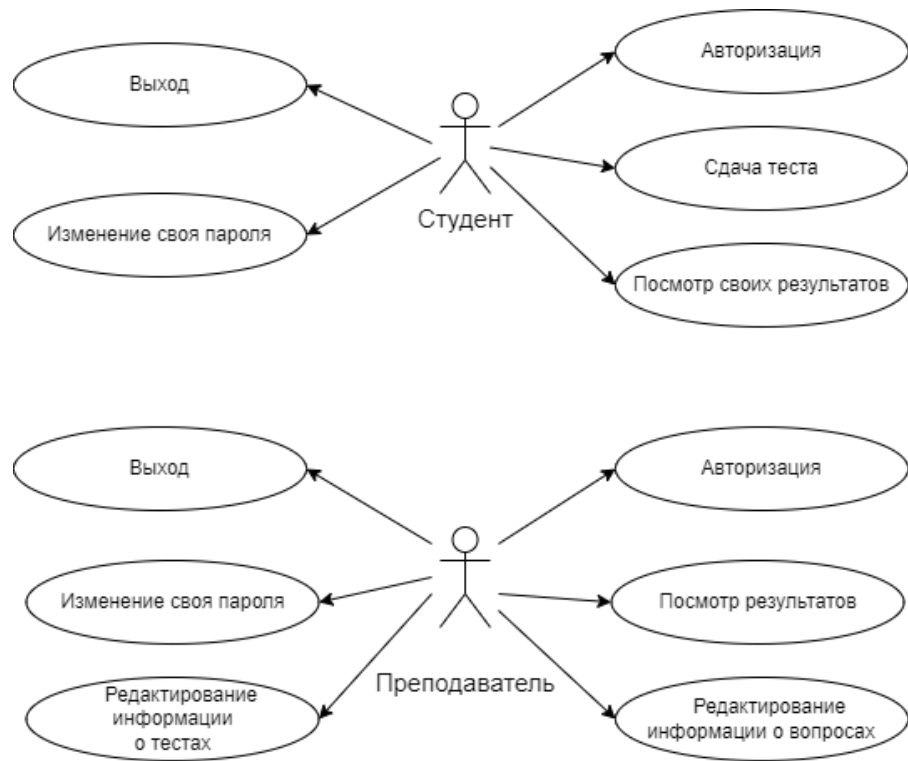 Выход
Авторизация
Сдача теста
Изменение своя пароля
Студент
Посмотр своих результатов
Выход
Авторизация
Изменение своя пароля
Посмотр результатов
Преподаватель
Редактирование
информации
о тестах
Редактирование
информации о вопросах